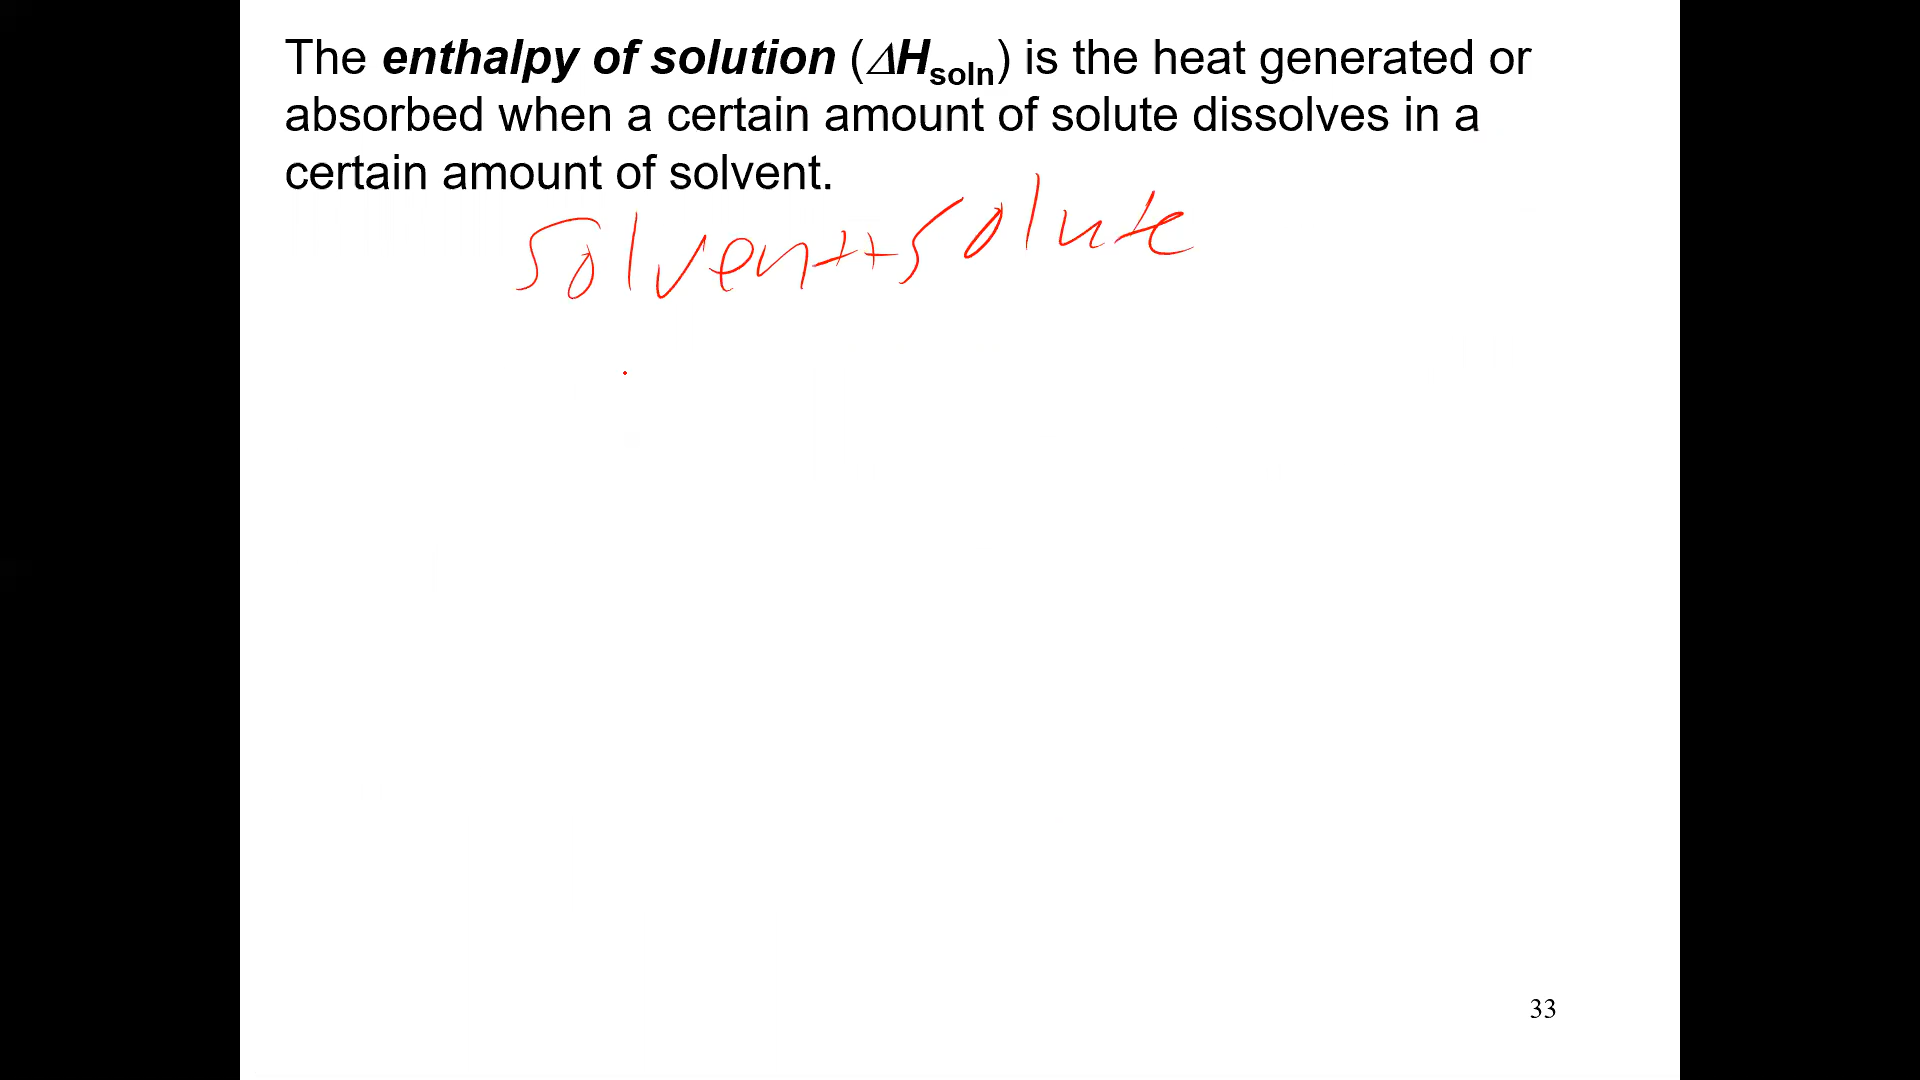 The enthalpy of solution (ΔHsoln) is the heat generated or
absorbed when a certain amount of solute dissolves in a
certain amount of solvent.
solvent+solute
33